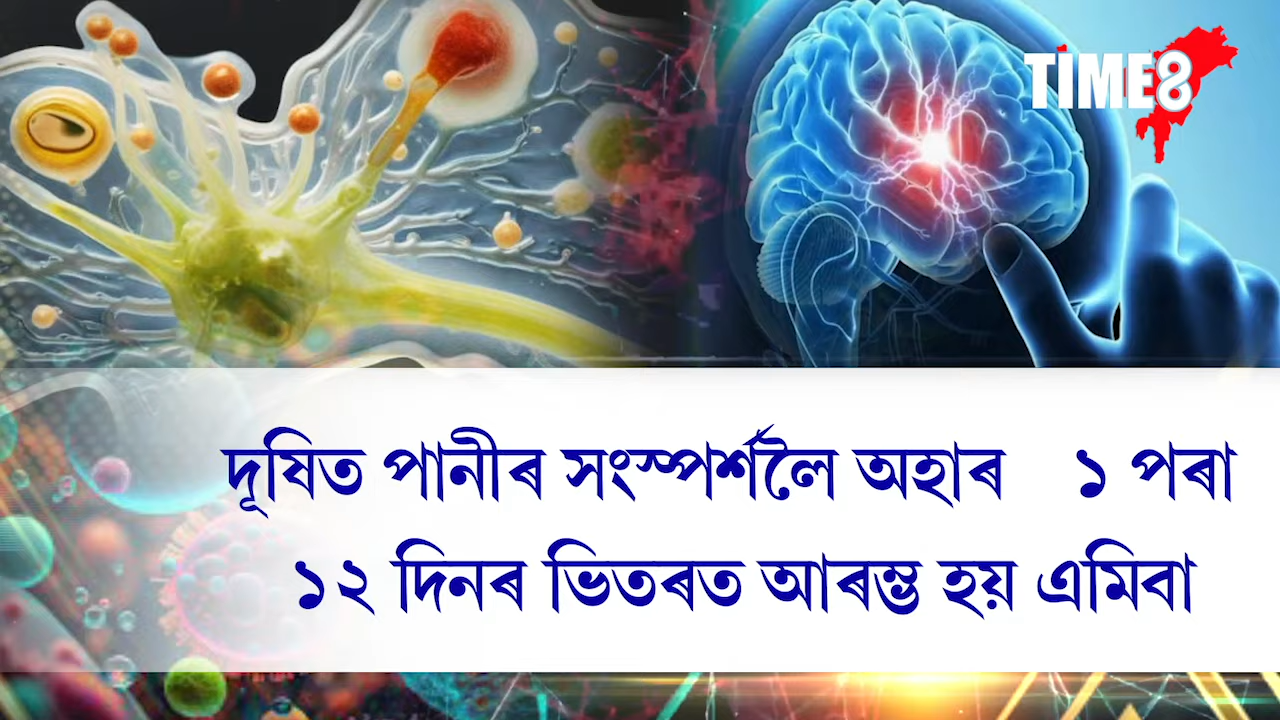 TIME8
দূষিত পানীৰ সংস্পৰ্শলৈ অহাৰ ১ পৰা
১২ দিনৰ ভিতৰত আৰম্ভ হয় এমিবা